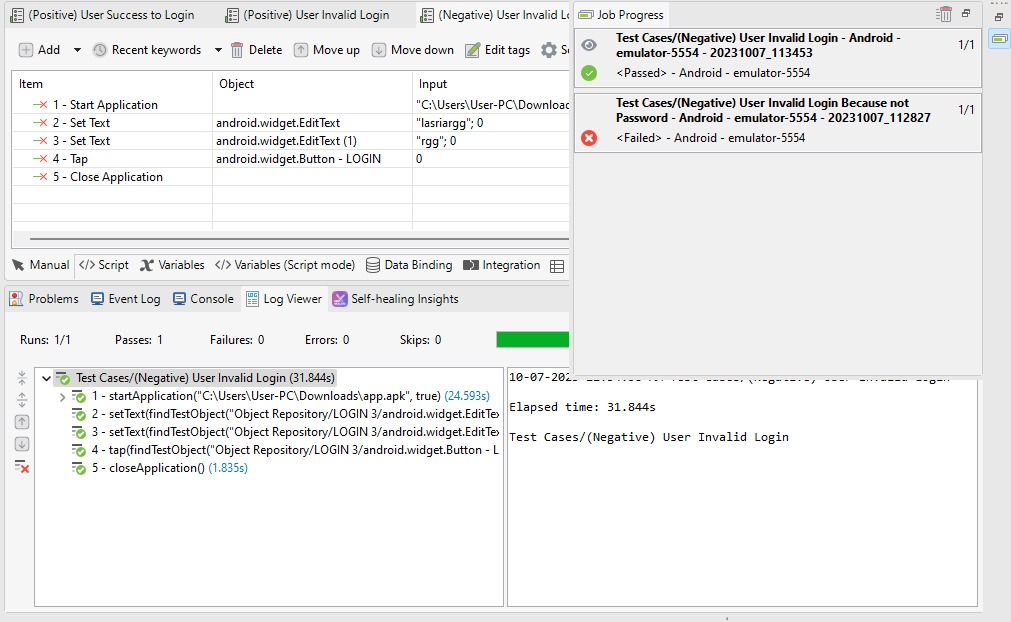 (Positive) User Success to Login
(Positive) User Invalid Login
(Negative) User Invalid Lo
Add
Recent keywords
Delete
Move up
Move down
Edit tags
Se
Item Object Input
1 - Start Application "C:\Users\User-PC\Downloads
2 - Set Text android.widget.EditText "lasriargg"; 0
3 - Set Text android.widget.EditText (1) "rgg"; 0
4 - Tap android.widget.Button - LOGIN 0
5 - Close Application
Manual </> Script Variables </> Variables (Script mode) Data Binding Integration
Job Progress
Test Cases/(Negative) User Invalid Login - Android -
emulator-5554 - 20231007_113453
1/1
<Passed> - Android - emulator-5554
Test Cases/(Negative) User Invalid Login Because not
Password - Android - emulator-5554 - 20231007_112827
1/1
<Failed> - Android - emulator-5554
Problems Event Log Console Log Viewer Self-healing Insights
Runs: 1/1 Passes: 1 Failures: 0 Errors: 0 Skips: 0
Test Cases/(Negative) User Invalid Login (31.844s)
1 - startApplication("C:\Users\User-PC\Downloads\app.apk", true) (24.593s)
2 - setText(findTestObject("Object Repository/LOGIN 3/android.widget.EditTe
3 - setText(findTestObject("Object Repository/LOGIN 3/android.widget.EditTe
4 - tap(findTestObject("Object Repository/LOGIN 3/android.widget.Button - L
5 - closeApplication() (1.835s)
Elapsed time: 31.844s
Test Cases/(Negative) User Invalid Login